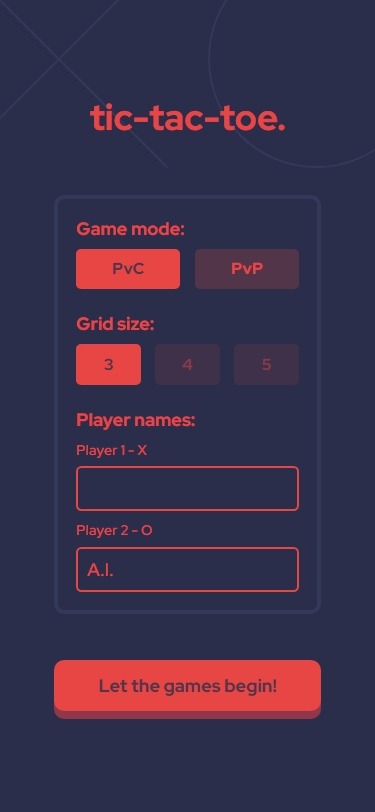 tic-tac-toe.
Game mode:
PvC PvP
Grid size:
3 4 5
Player names:
Player 1 - X
Player 2 - O
A.I.
Let the games begin!